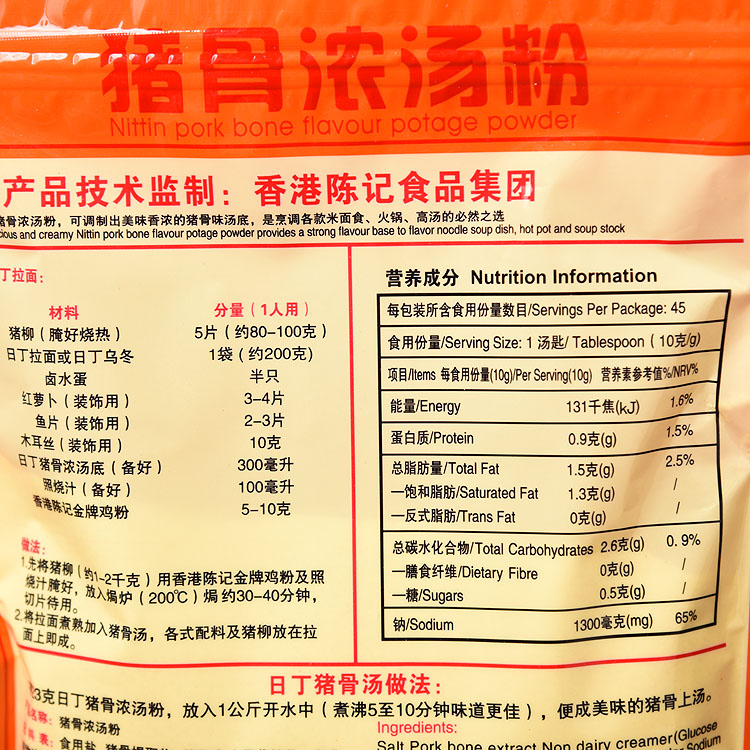 猪骨浓汤粉
Nittin pork bone flavour potage powder
产品技术监制：香港陈记食品集团
猪骨浓汤粉，可调制出美味香浓的猪骨味汤底，是烹调各款米面食、火锅、高汤的必然之选
cious and creamy Nittin pork bone flavour potage powder provides a strong flavour base to flavor noodle soup dish, hot pot and soup stock
丁拉面：
材料 分量（1人用）
猪柳（腌好烧热） 5片（约80-100克）
日丁拉面或日丁乌冬 1袋（约200克）
卤水蛋 半只
红萝卜（装饰用） 3-4片
鱼片（装饰用） 2-3片
木耳丝（装饰用） 10克
日丁猪骨浓汤底（备好） 300毫升
照烧汁（备好） 100毫升
香港陈记金牌鸡粉 5-10克
做法：
1.先将猪柳（约1-2千克）用香港陈记金牌鸡粉及照
烧汁腌好，放入焗炉（200℃）焗约30-40分钟，
切片待用。
2.将拉面煮熟加入猪骨汤，各式配料及猪柳放在拉
面上即成。
营养成分 Nutrition Information
每包装所含食用份量数目/Servings Per Package: 45
食用份量/Serving Size: 1 汤匙/ Tablespoon（10克/g）
项目/Items 每食用份量(10g)/Per Serving(10g) 营养素参考值%/NRV%
能量/Energy 131千焦(kJ) 1.6%
蛋白质/Protein 0.9克(g) 1.5%
总脂肪量/Total Fat 1.5克(g) 2.5%
—饱和脂肪/Saturated Fat 1.3克(g) /
—反式脂肪/Trans Fat 0克(g) /
总碳水化合物/Total Carbohydrates 2.6克(g) 0.9%
—膳食纤维/Dietary Fibre 0克(g) /
—糖/Sugars 0.5克(g) /
钠/Sodium 1300毫克(mg) 65%
日丁猪骨汤做法：
3克日丁猪骨浓汤粉，放入1公斤开水中（煮沸5至10分钟味道更佳），便成美味的猪骨上汤。
名称：猪骨浓汤粉
Ingredients:
Salt,Pork bone extract,Non dairy creamer(Glucose
表：食用盐、猪骨
Sodium